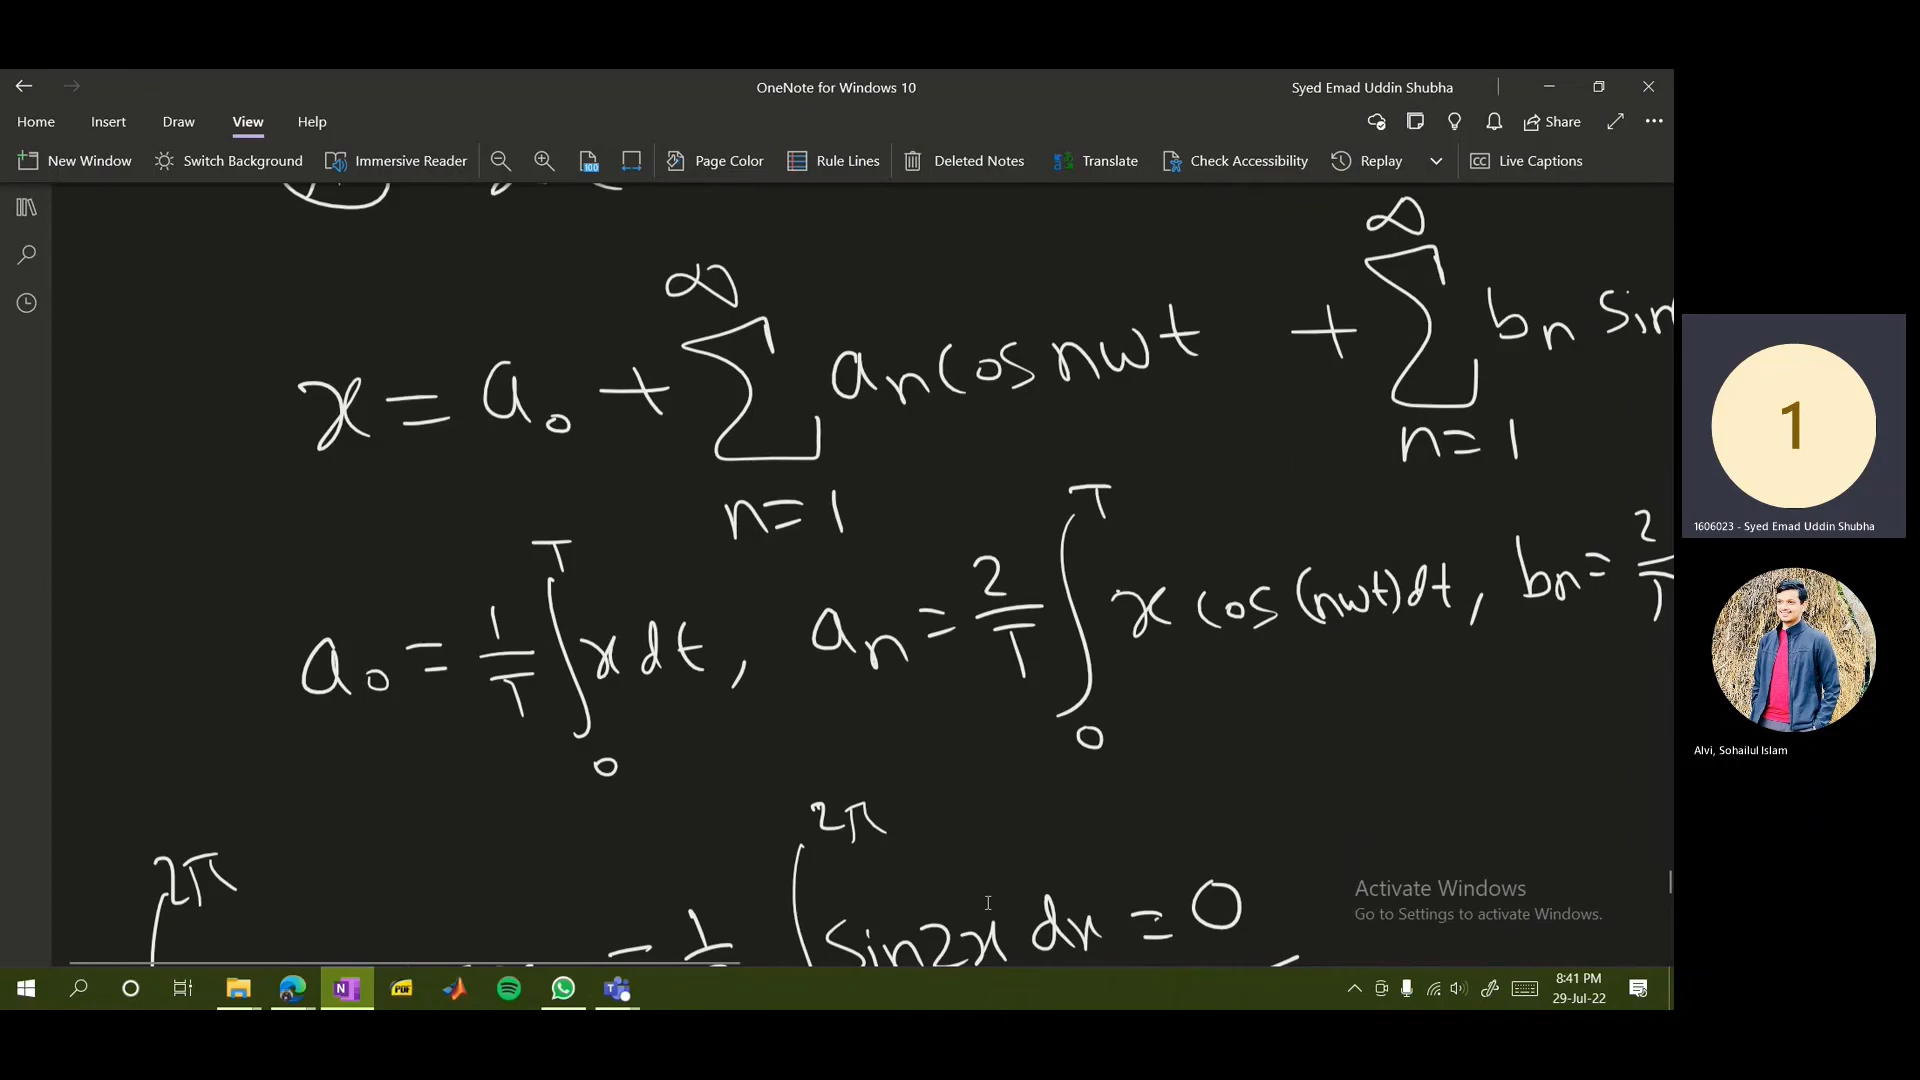 OneNote for Windows 10
Syed Emad Uddin Shubha
Home Insert Draw View Help
Share
New Window Switch Background Immersive Reader Page Color Rule Lines Deleted Notes Translate Check Accessibility Replay Live Captions
x = a₀ + ∑_{n=1}^{∞} aₙ cos nωt + ∑_{n=1}^{∞} bₙ sin
a₀ = 1/T ∫₀ᵀ x dt, aₙ = 2/T ∫₀ᵀ x cos(nωt)dt, bₙ = 2/T
2π
2π
sin2x dx = 0
Activate Windows
Go to Settings to activate Windows.
8:41 PM
29-Jul-22
1
1606023 - Syed Emad Uddin Shubha
Alvi, Sohailul Islam